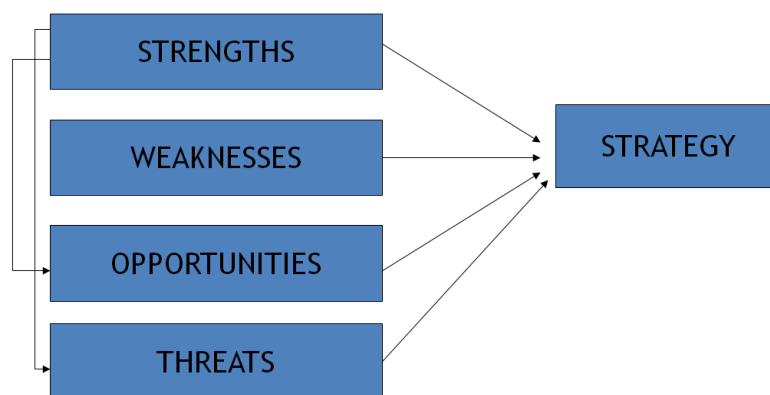 STRENGTHS
WEAKNESSES
STRATEGY
OPPORTUNITIES
THREATS